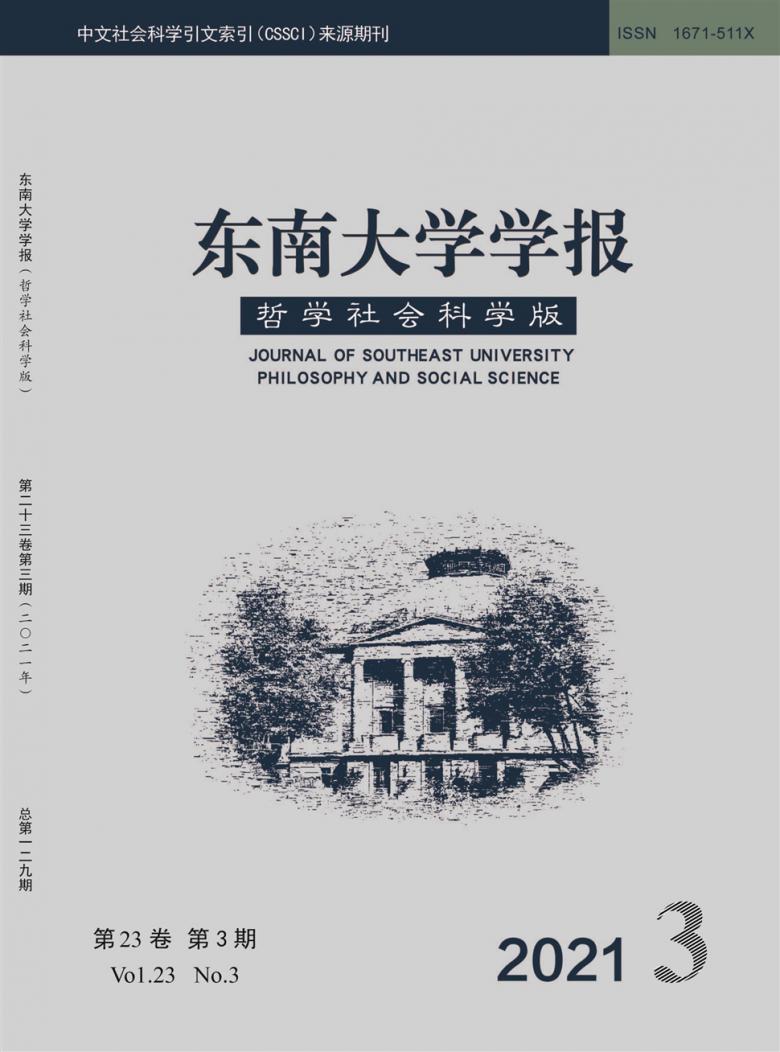 中文社会科学引文索引(CSSCI)来源期刊
ISSN 1671-511X
东南大学学报
哲学社会科学版
JOURNAL OF SOUTHEAST UNIVERSITY
PHILOSOPHY AND SOCIAL SCIENCE
东南大学学报(哲学社会科学版)
第二十三卷第三期(二〇二一年)
总第一二九期
第23卷 第3期
Vo1.23 No.3
2021 3